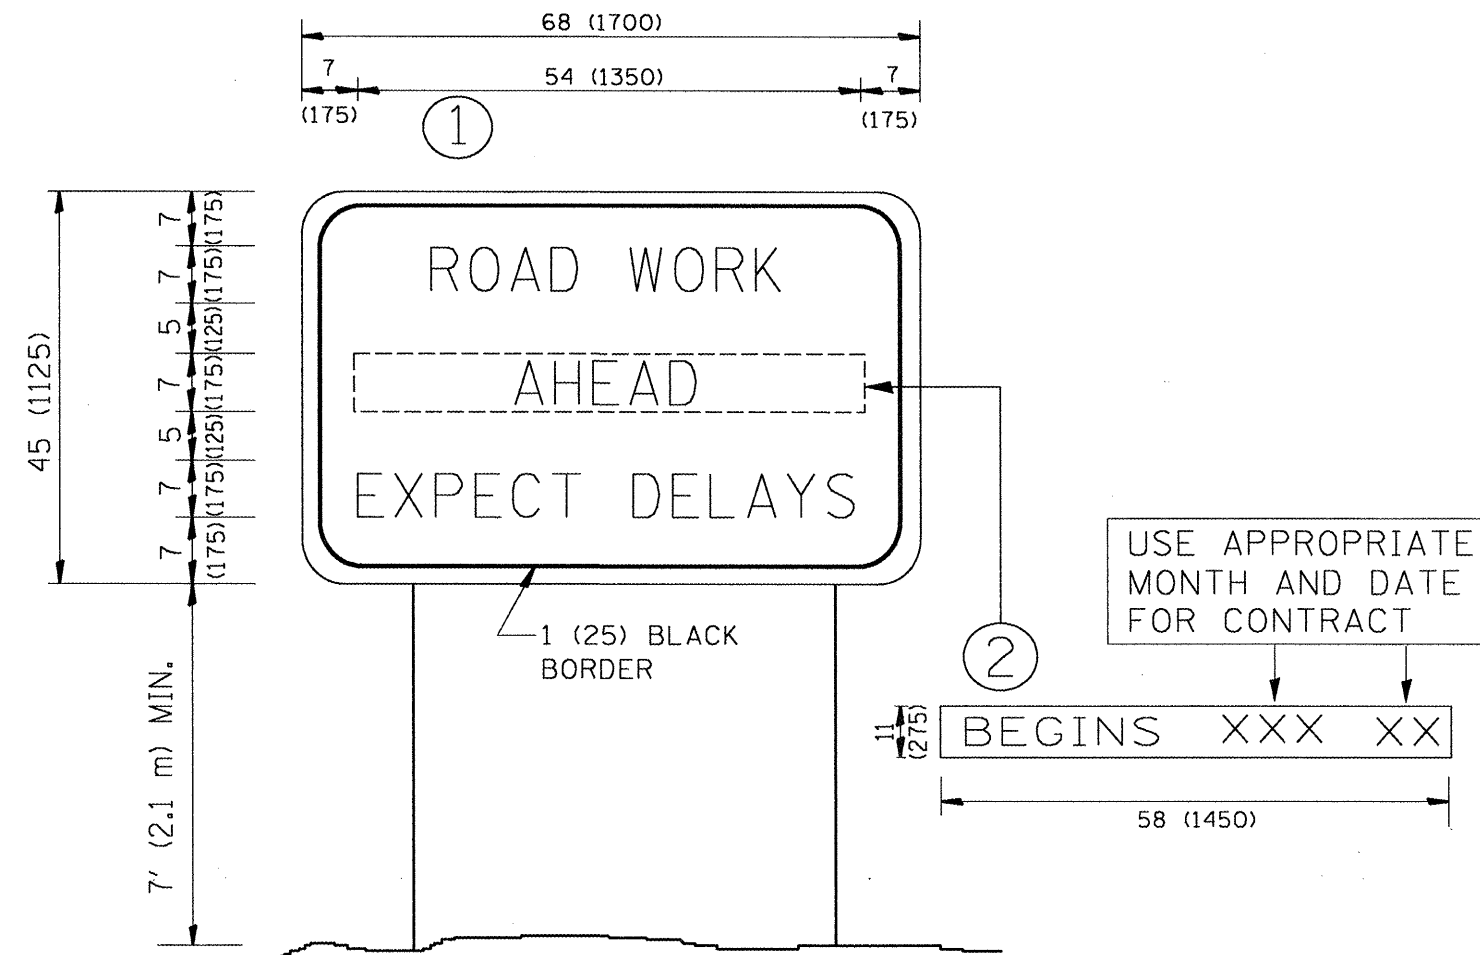 68 (1700)
7
54 (1350)
7
(175)
(175)
1
45 (1125)
7
(175)
7
(175)
5
(125)
7
(175)
5
(125)
7
(175)
7
(175)
ROAD WORK
AHEAD
EXPECT DELAYS
1 (25) BLACK
BORDER
7' (2.1 m) MIN.
2
USE APPROPRIATE
MONTH AND DATE
FOR CONTRACT
11
(275)
BEGINS XXX XX
58 (1450)